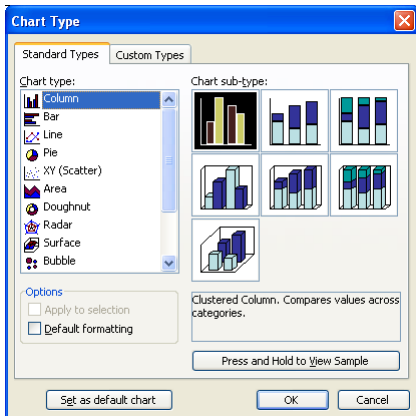 Chart Type
Standard Types
Custom Types
Chart type:
Column
Bar
Line
Pie
XY (Scatter)
Area
Doughnut
Radar
Surface
Bubble
Chart sub-type:
Clustered Column. Compares values across
categories.
Options
Apply to selection
Default formatting
Press and Hold to View Sample
Set as default chart
OK
Cancel